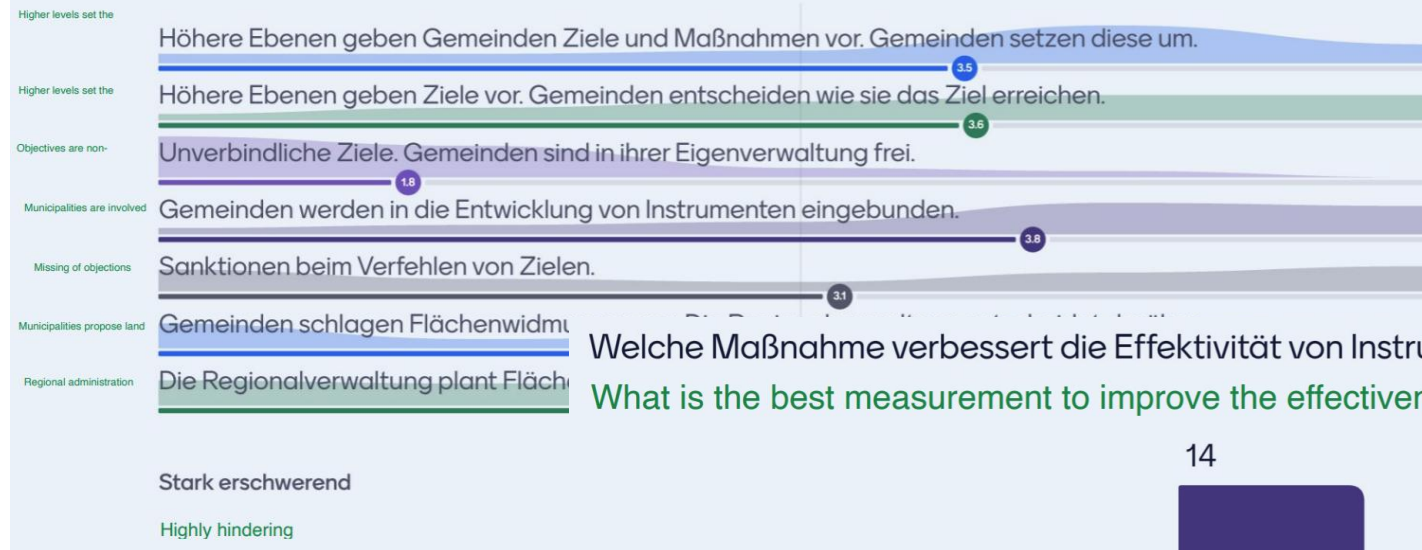 Higher levels set the
Höhere Ebenen geben Gemeinden Ziele und Maßnahmen vor. Gemeinden setzen diese um.
3.5
Higher levels set the
Höhere Ebenen geben Ziele vor. Gemeinden entscheiden wie sie das Ziel erreichen.
3.6
Objectives are non-
Unverbindliche Ziele. Gemeinden sind in ihrer Eigenverwaltung frei.
1.8
Municipalities are involved
Gemeinden werden in die Entwicklung von Instrumenten eingebunden.
3.8
Missing of objections
Sanktionen beim Verfehlen von Zielen.
3.1
Municipalities propose land
Gemeinden schlagen Flächenwidmu
Welche Maßnahme verbessert die Effektivität von Instru
Regional administration
Die Regionalverwaltung plant Fläche
What is the best measurement to improve the effectiven
14
Stark erschwerend
Highly hindering